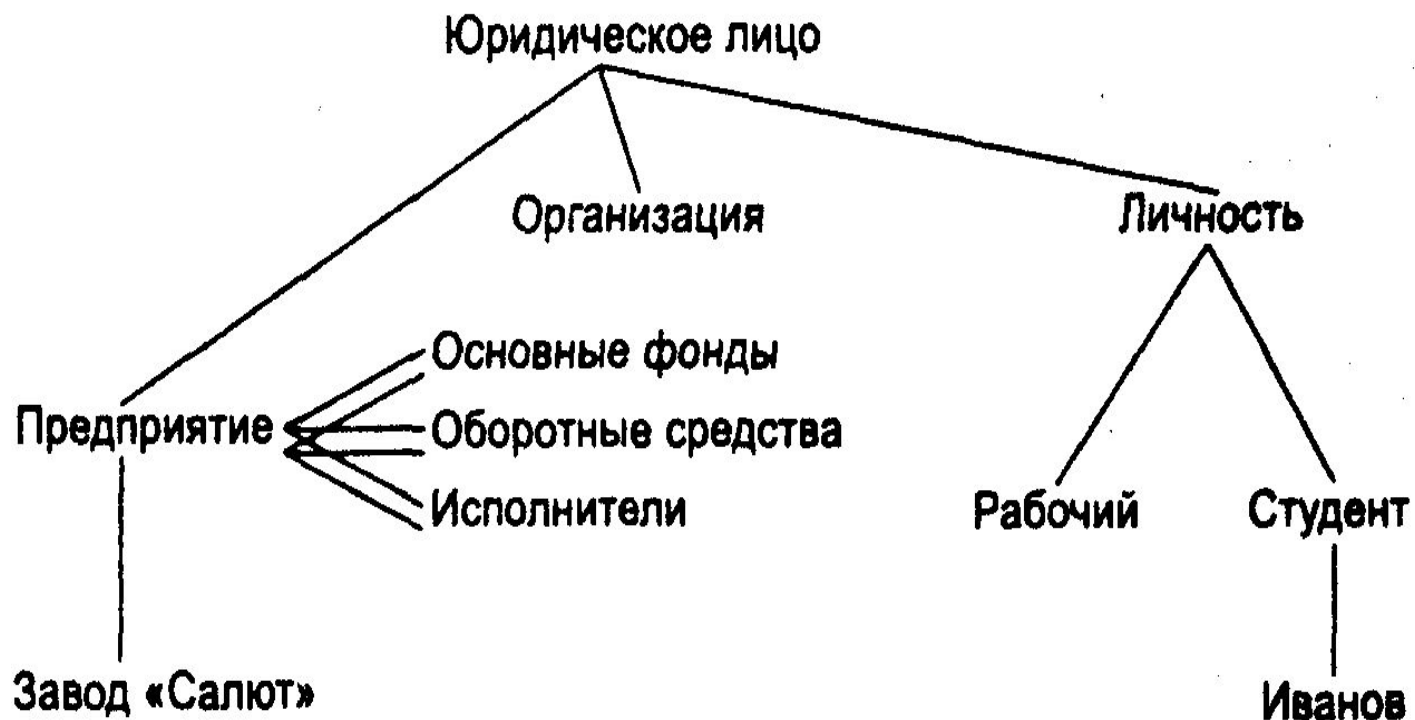 Юридическое лицо
Организация
Личность
Основные фонды
Предприятие
Оборотные средства
Исполнители
Рабочий
Студент
Завод «Салют»
Иванов